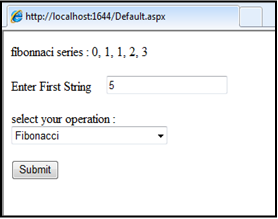 http://localhost:1644/Default.aspx
fibonnaci series : 0, 1, 1, 2, 3
Enter First String 5
select your operation :
Fibonacci
Submit